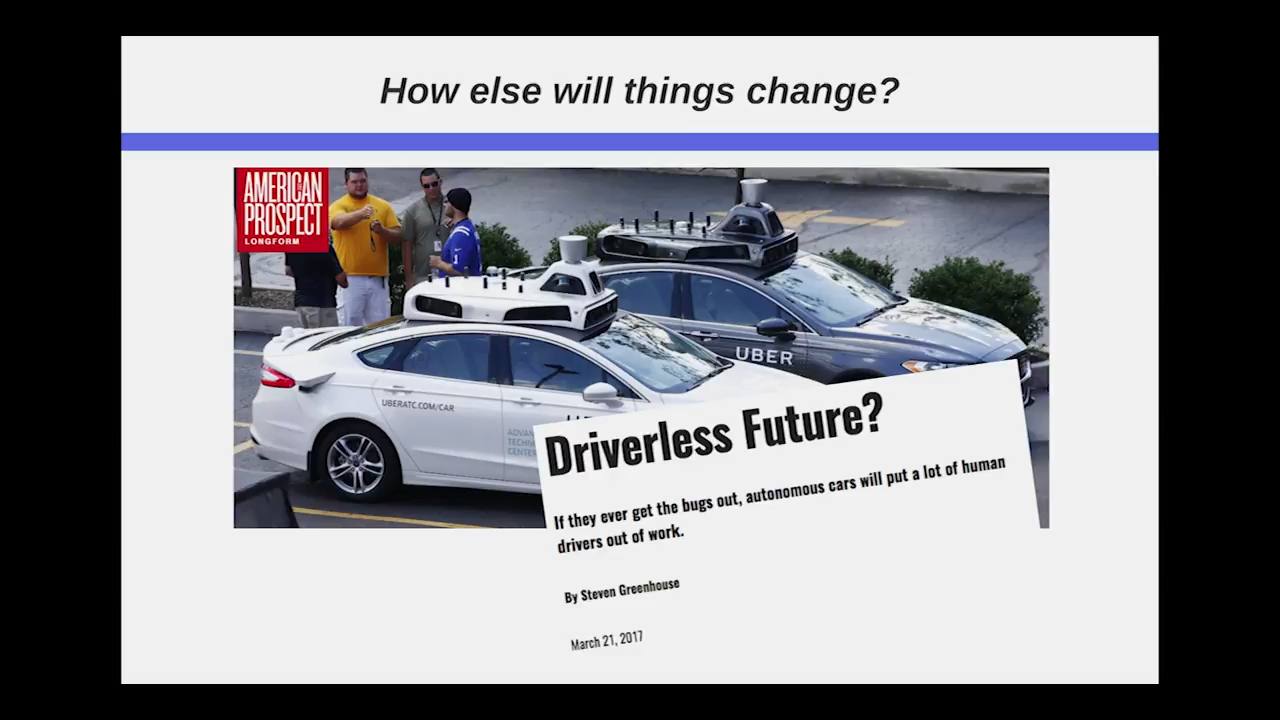 How else will things change?
AMERICAN
PROSPECT
LONGFORM
UBER
UBERATC.COM/CAR
Driverless Future?
If they ever get the bugs out, autonomous cars will put a lot of human
drivers out of work.
By Steven Greenhouse
March 21, 2017